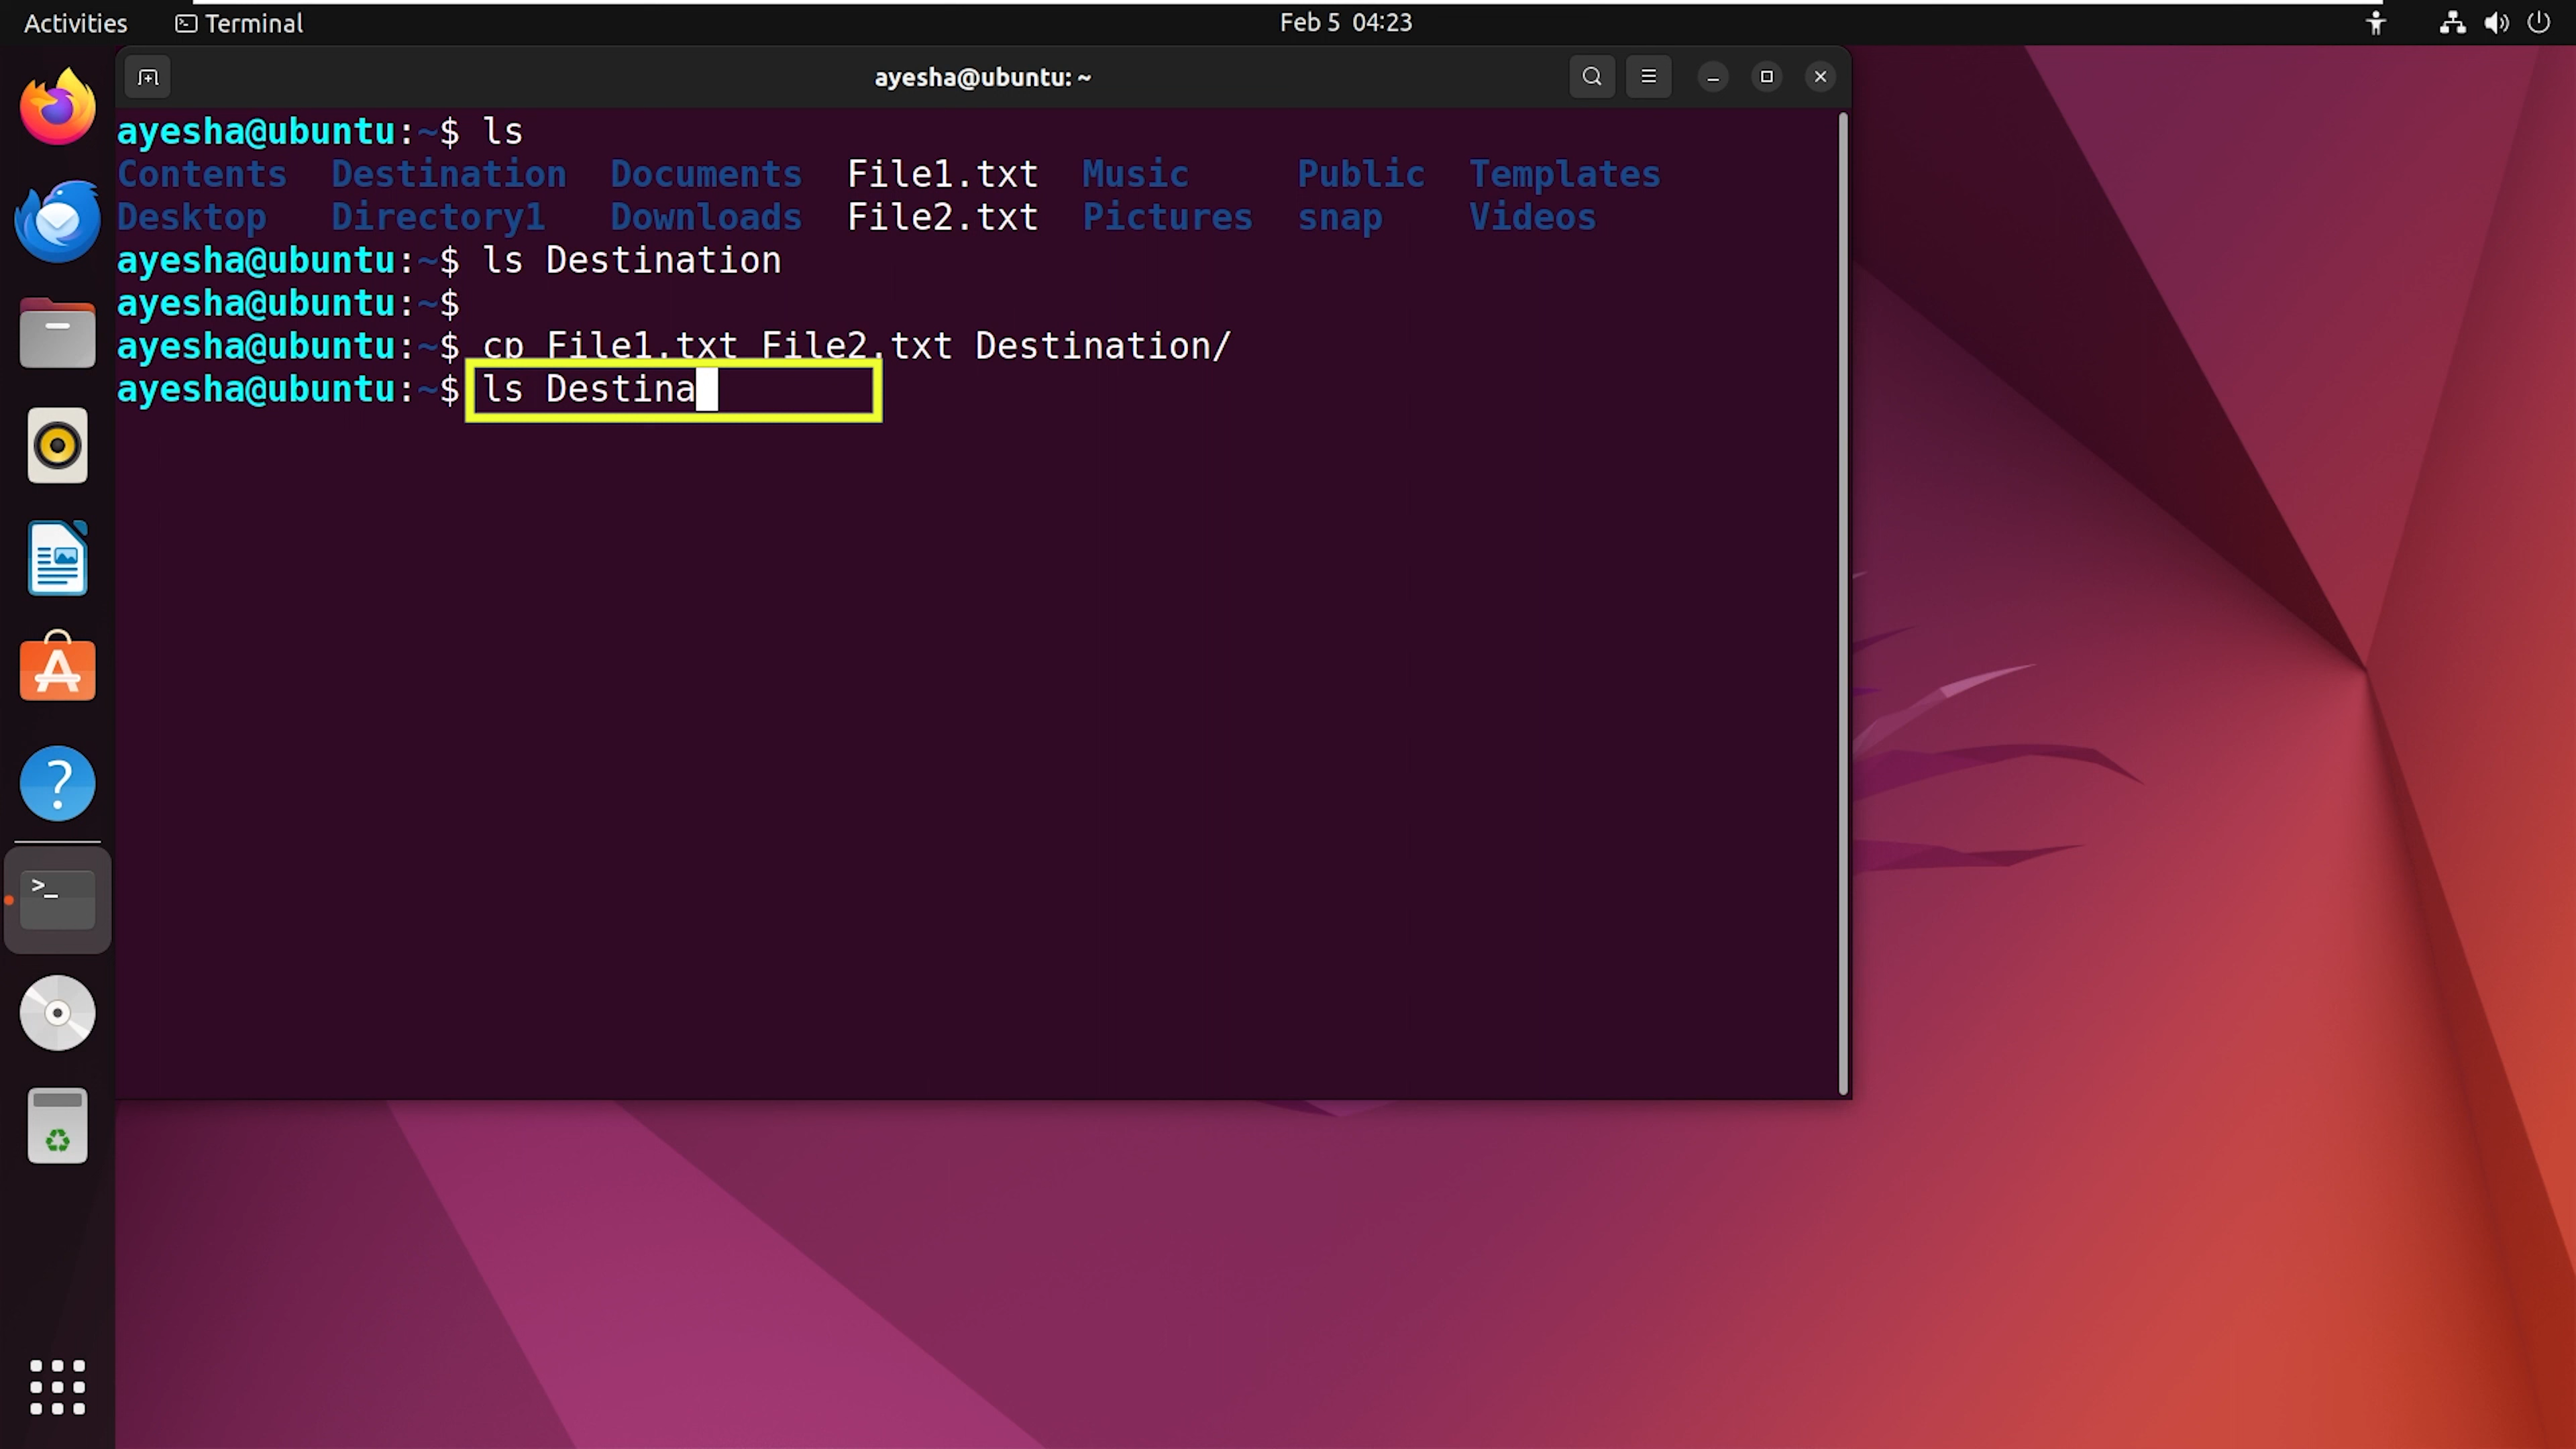 Activities Terminal Feb 5 04:23
ayesha@ubuntu: ~
ayesha@ubuntu:~$ ls
Contents Destination Documents File1.txt Music Public Templates
Desktop Directory1 Downloads File2.txt Pictures snap Videos
ayesha@ubuntu:~$ ls Destination
ayesha@ubuntu:~$
ayesha@ubuntu:~$ cp File1.txt File2.txt Destination/
ayesha@ubuntu:~$ ls Destina